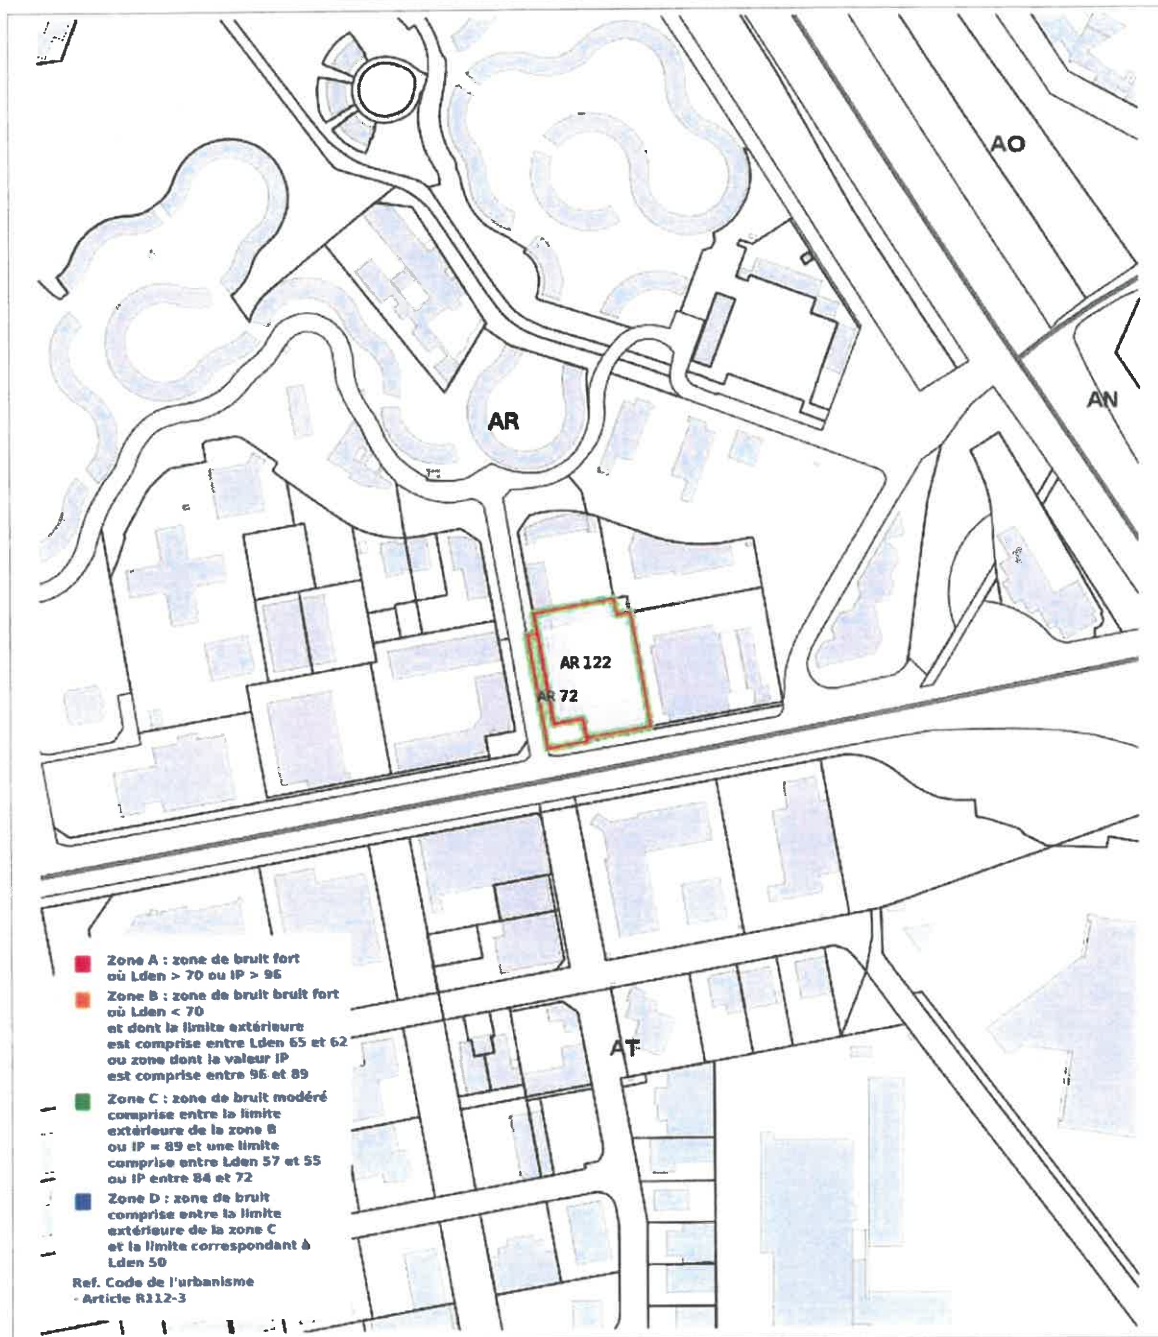 AO
AN
AR
AR 122
AR 72
AT
Zone A : zone de bruit fort
où Lden > 70 ou IP > 96
Zone B : zone de bruit bruit fort
où Lden < 70
et dont la limite extérieure
est comprise entre Lden 65 et 62
ou zone dont la valeur IP
est comprise entre 96 et 89
Zone C : zone de bruit modéré
comprise entre la limite
extérieure de la zone B
ou IP = 89 et une limite
comprise entre Lden 57 et 55
ou IP entre 84 et 72
Zone D : zone de bruit
comprise entre la limite
extérieure de la zone C
et la limite correspondant à
Lden 50
Ref. Code de l'urbanisme
- Article R112-3